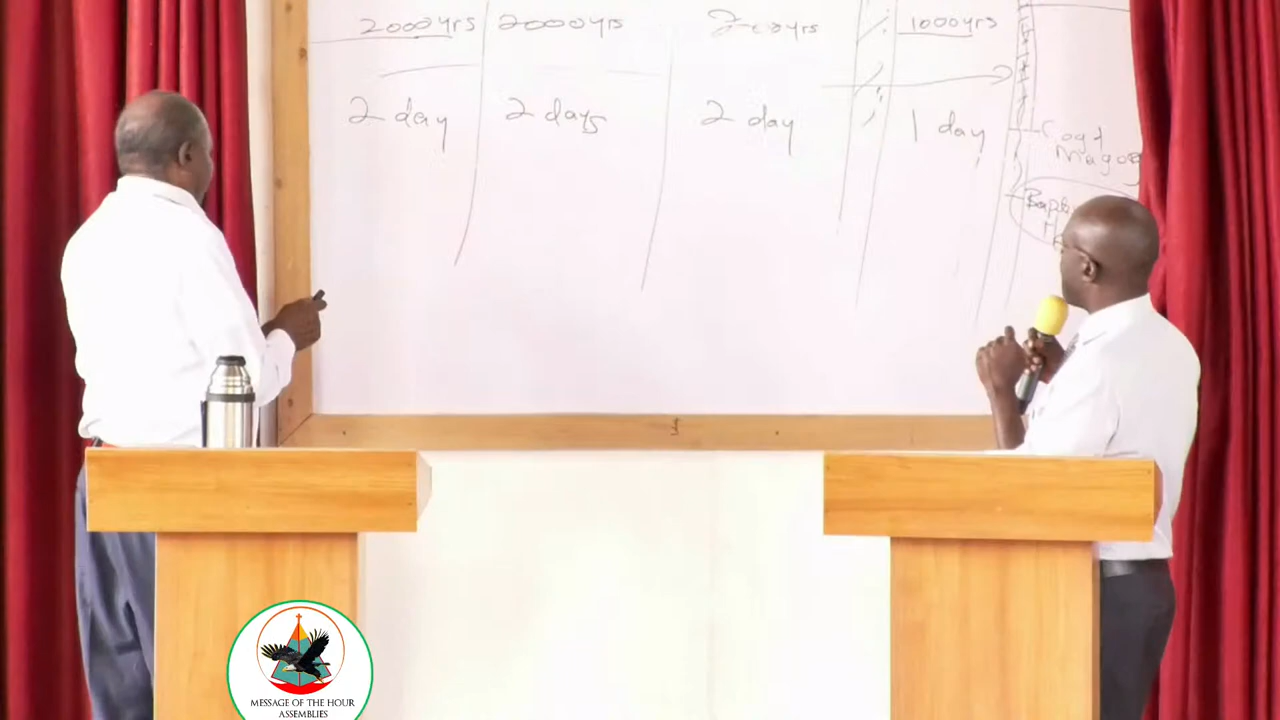 2000yrs 2000yrs 2000yrs 1000yrs
2 day 2 days 2 day 1 day
Gog &
Magog
MESSAGE OF THE HOUR
ASSEMBLIES